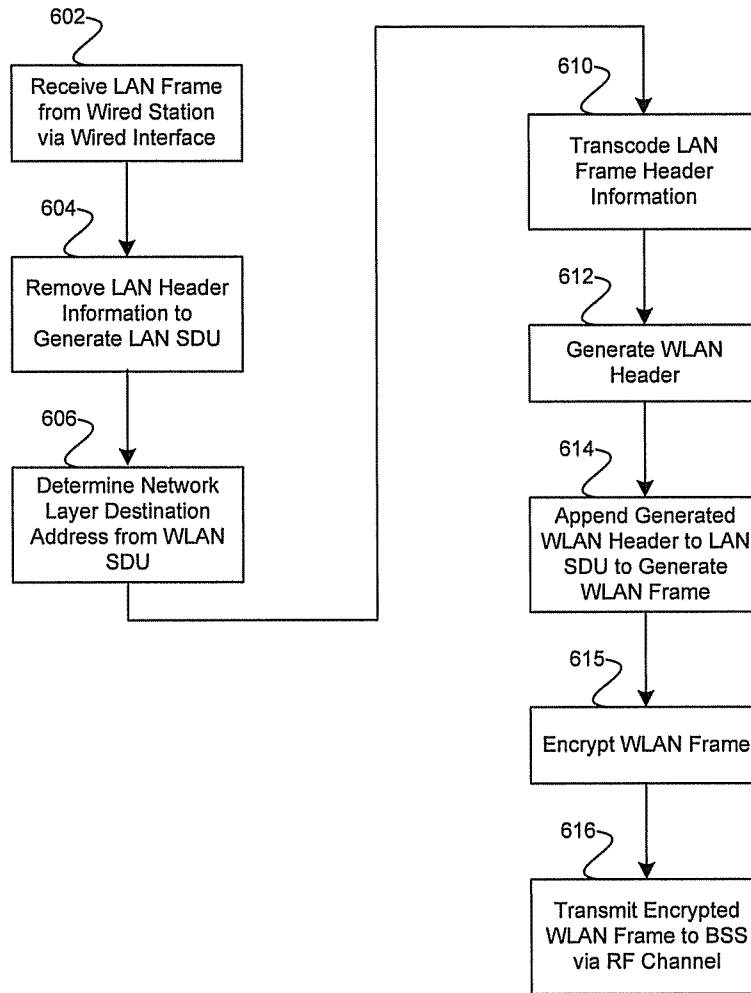 602
Receive LAN Frame
from Wired Station
via Wired Interface
604
Remove LAN Header
Information to
Generate LAN SDU
606
Determine Network
Layer Destination
Address from WLAN
SDU
610
Transcode LAN
Frame Header
Information
612
Generate WLAN
Header
614
Append Generated
WLAN Header to LAN
SDU to Generate
WLAN Frame
615
Encrypt WLAN Frame
616
Transmit Encrypted
WLAN Frame to BSS
via RF Channel